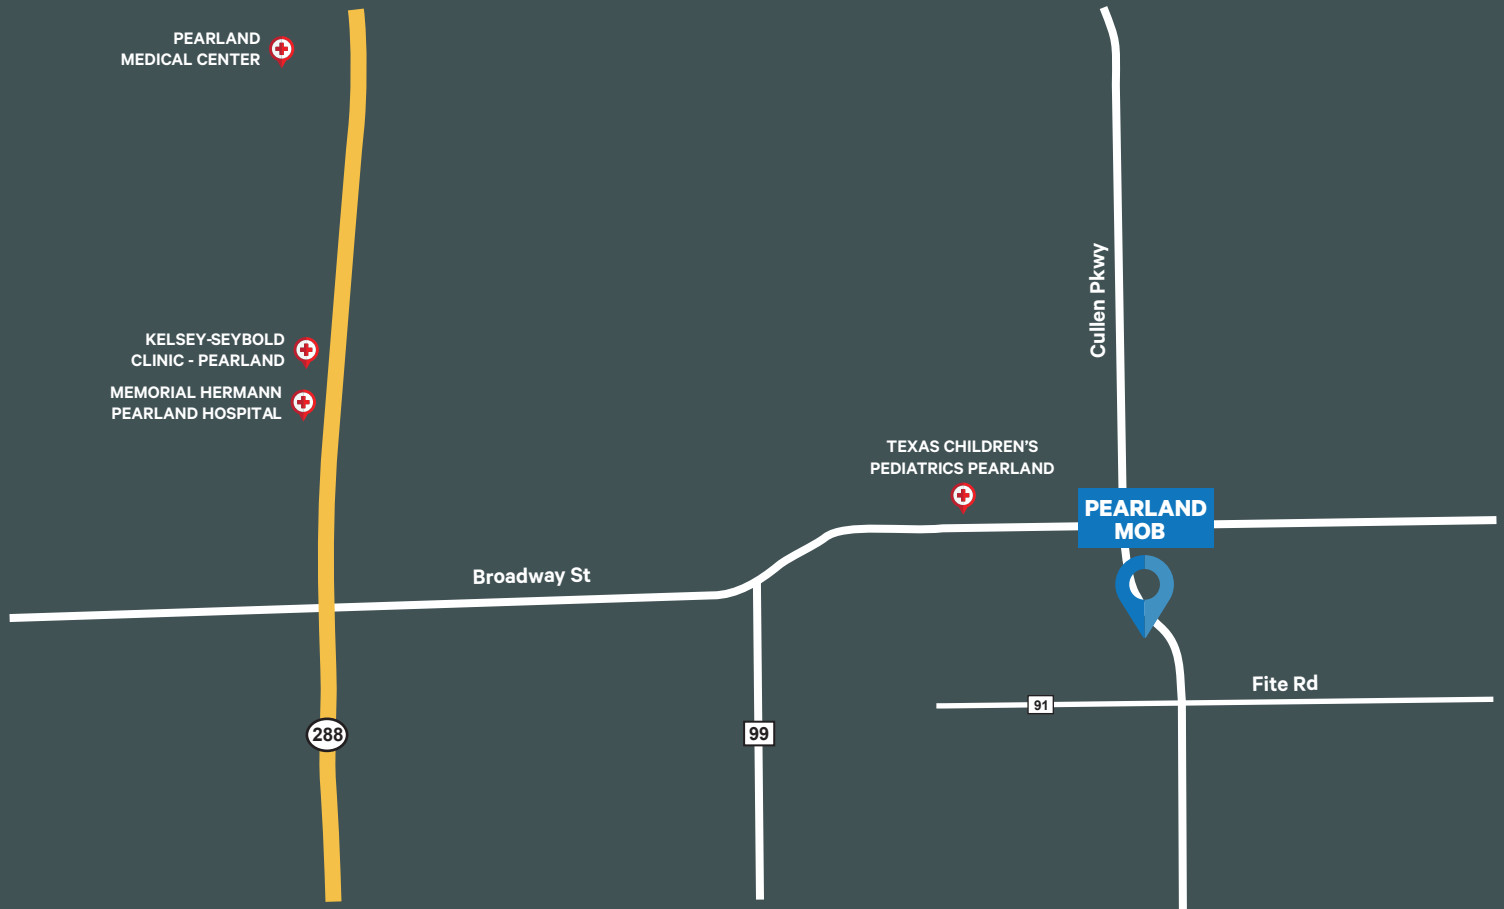 PEARLAND
MEDICAL CENTER
Cullen Pkwy
KELSEY-SEYBOLD
CLINIC - PEARLAND
MEMORIAL HERMANN
PEARLAND HOSPITAL
TEXAS CHILDREN’S
PEDIATRICS PEARLAND
PEARLAND
MOB
Broadway St
Fite Rd
91
288
99